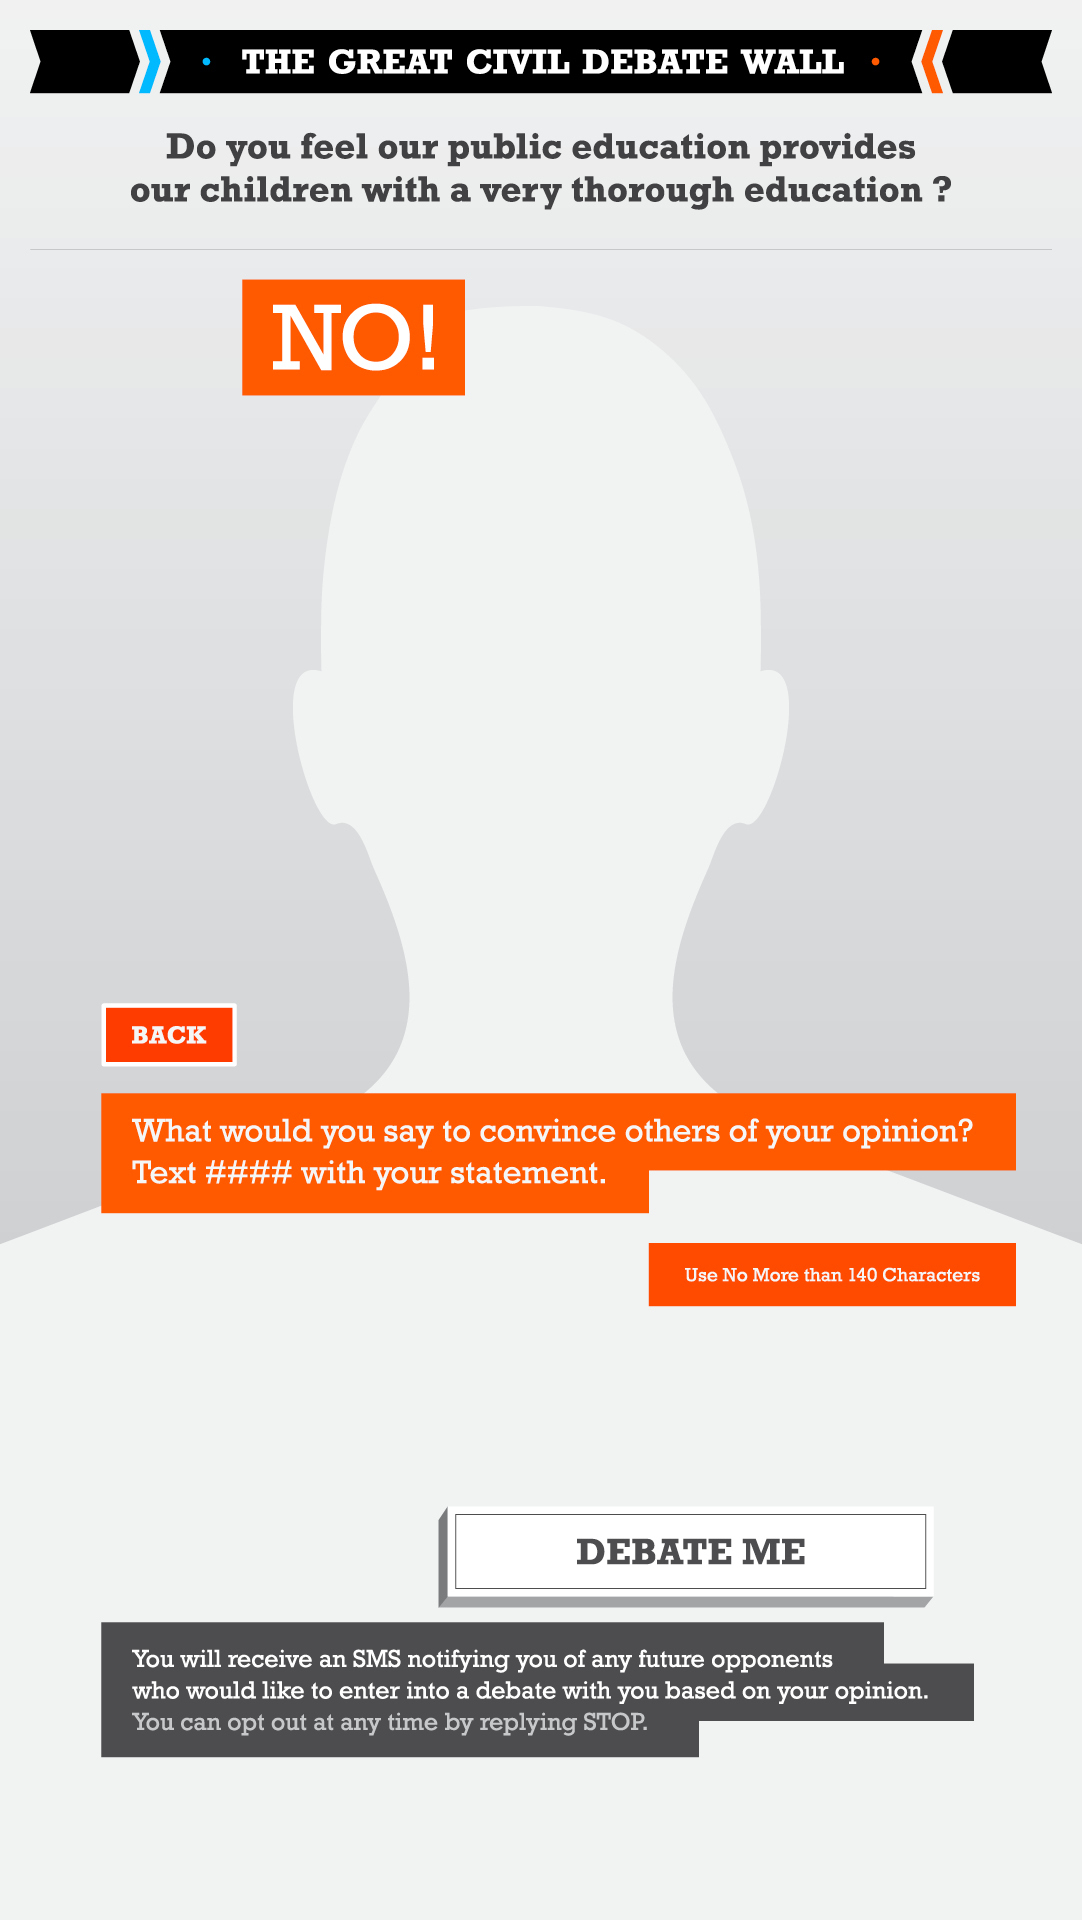 THE GREAT CIVIL DEBATE WALL
Do you feel our public education provides
our children with a very thorough education ?
NO!
BACK
What would you say to convince others of your opinion?
Text #### with your statement.
Use No More than 140 Characters
DEBATE ME
You will receive an SMS notifying you of any future opponents
who would like to enter into a debate with you based on your opinion.
You can opt out at any time by replying STOP.